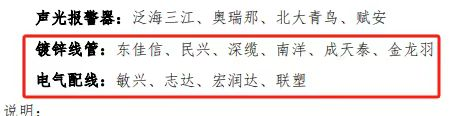 声光报警器：泛海三江、奥瑞那、北大青鸟、赋安
镀锌线管：东佳信、民兴、深缆、南洋、成天泰、金龙羽
电气配线：敏兴、志达、宏润达、联塑
说明：